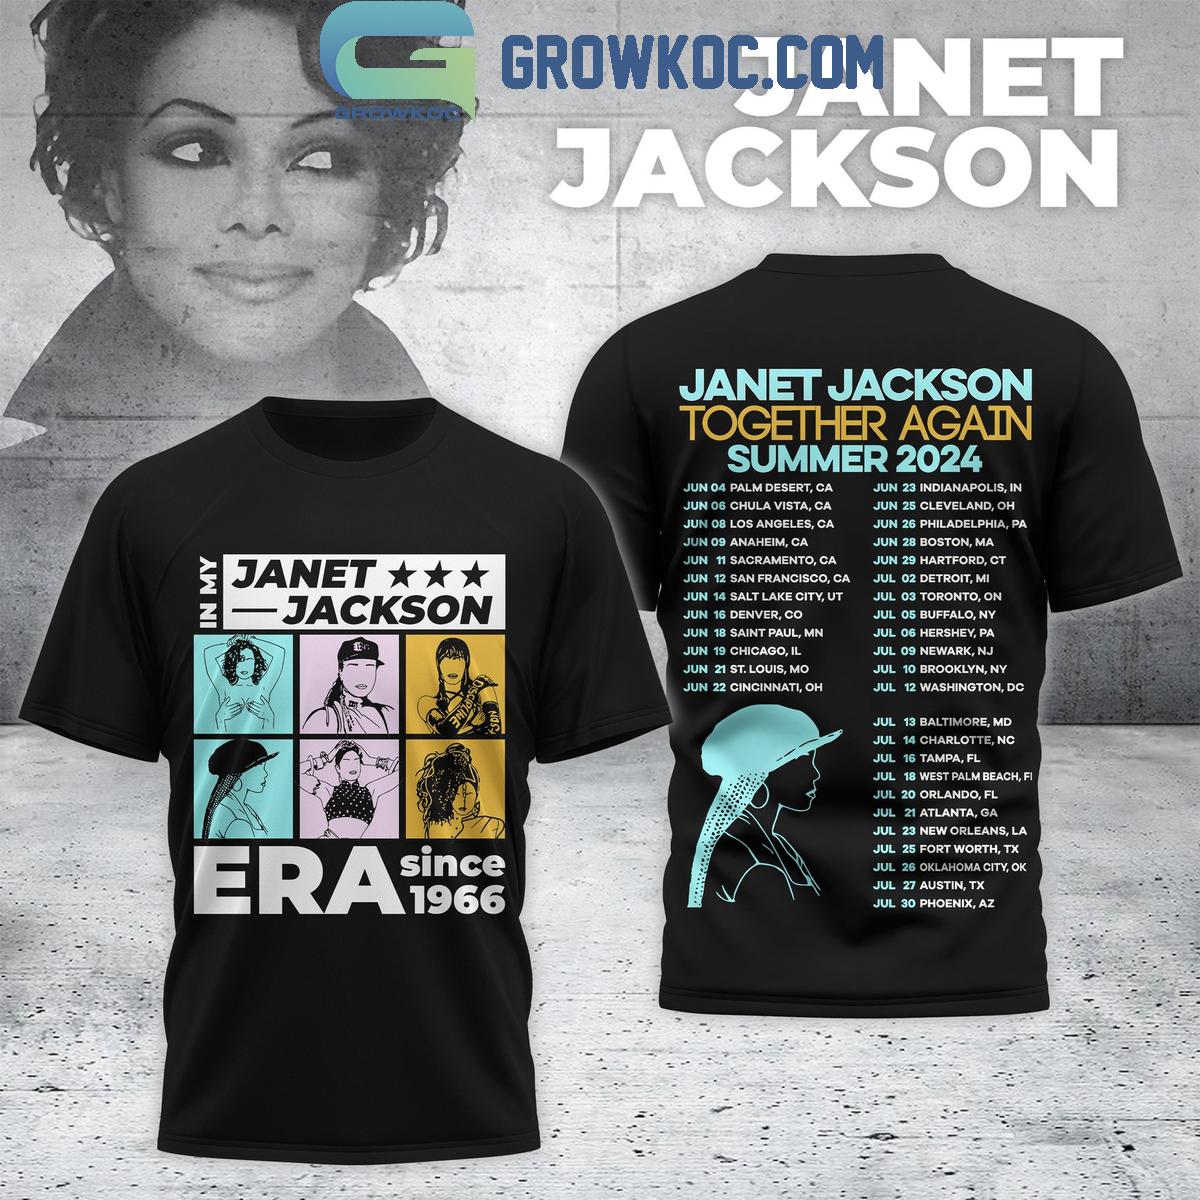 GROWKOC.COM
GROWKOC
JANET
JACKSON
IN MY
JANET ★★★
— JACKSON
DISCIPLINE
ERA since
1966
JANET JACKSON
TOGETHER AGAIN
SUMMER 2024
JUN 04 PALM DESERT, CA
JUN 06 CHULA VISTA, CA
JUN 08 LOS ANGELES, CA
JUN 09 ANAHEIM, CA
JUN 11 SACRAMENTO, CA
JUN 12 SAN FRANCISCO, CA
JUN 14 SALT LAKE CITY, UT
JUN 16 DENVER, CO
JUN 18 SAINT PAUL, MN
JUN 19 CHICAGO, IL
JUN 21 ST. LOUIS, MO
JUN 22 CINCINNATI, OH
JUN 23 INDIANAPOLIS, IN
JUN 25 CLEVELAND, OH
JUN 26 PHILADELPHIA, PA
JUN 28 BOSTON, MA
JUN 29 HARTFORD, CT
JUL 02 DETROIT, MI
JUL 03 TORONTO, ON
JUL 05 BUFFALO, NY
JUL 06 HERSHEY, PA
JUL 09 NEWARK, NJ
JUL 10 BROOKLYN, NY
JUL 12 WASHINGTON, DC
JUL 13 BALTIMORE, MD
JUL 14 CHARLOTTE, NC
JUL 16 TAMPA, FL
JUL 18 WEST PALM BEACH, FL
JUL 20 ORLANDO, FL
JUL 21 ATLANTA, GA
JUL 23 NEW ORLEANS, LA
JUL 25 FORT WORTH, TX
JUL 26 OKLAHOMA CITY, OK
JUL 27 AUSTIN, TX
JUL 30 PHOENIX, AZ